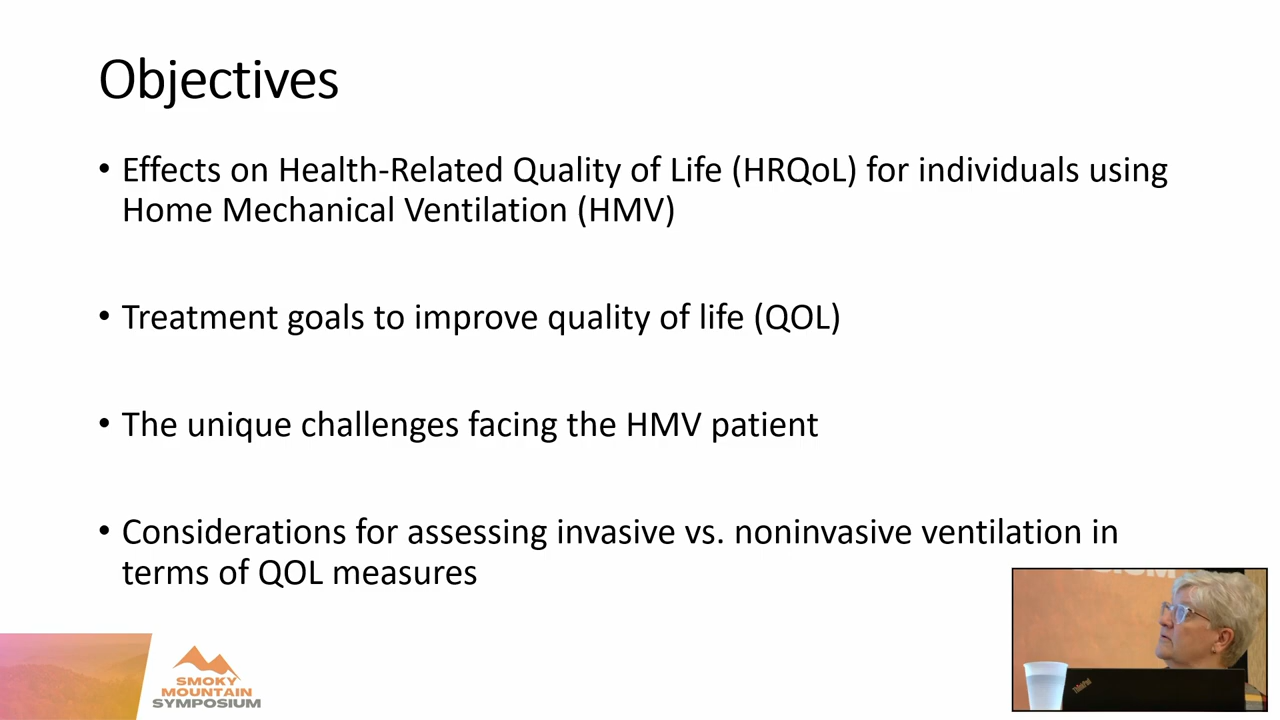 Objectives
• Effects on Health-Related Quality of Life (HRQoL) for individuals using
Home Mechanical Ventilation (HMV)
• Treatment goals to improve quality of life (QOL)
• The unique challenges facing the HMV patient
• Considerations for assessing invasive vs. noninvasive ventilation in
terms of QOL measures
SMOKY
MOUNTAIN
SYMPOSIUM
ThinkPad